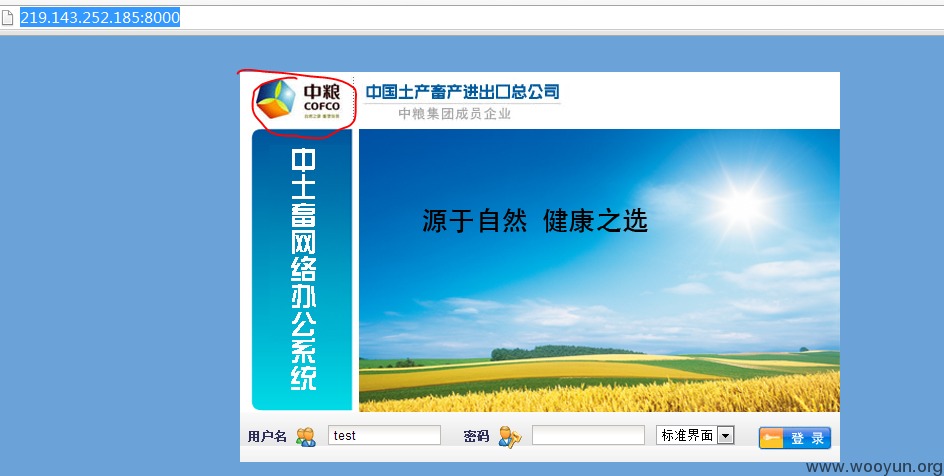 219.143.252.185:8000
中粮
COFCO
中国土产畜产进出口总公司
中粮集团成员企业
中土畜网络办公系统
源于自然 健康之选
用户名 test 密码 标准界面 登 录
www.wooyun.org